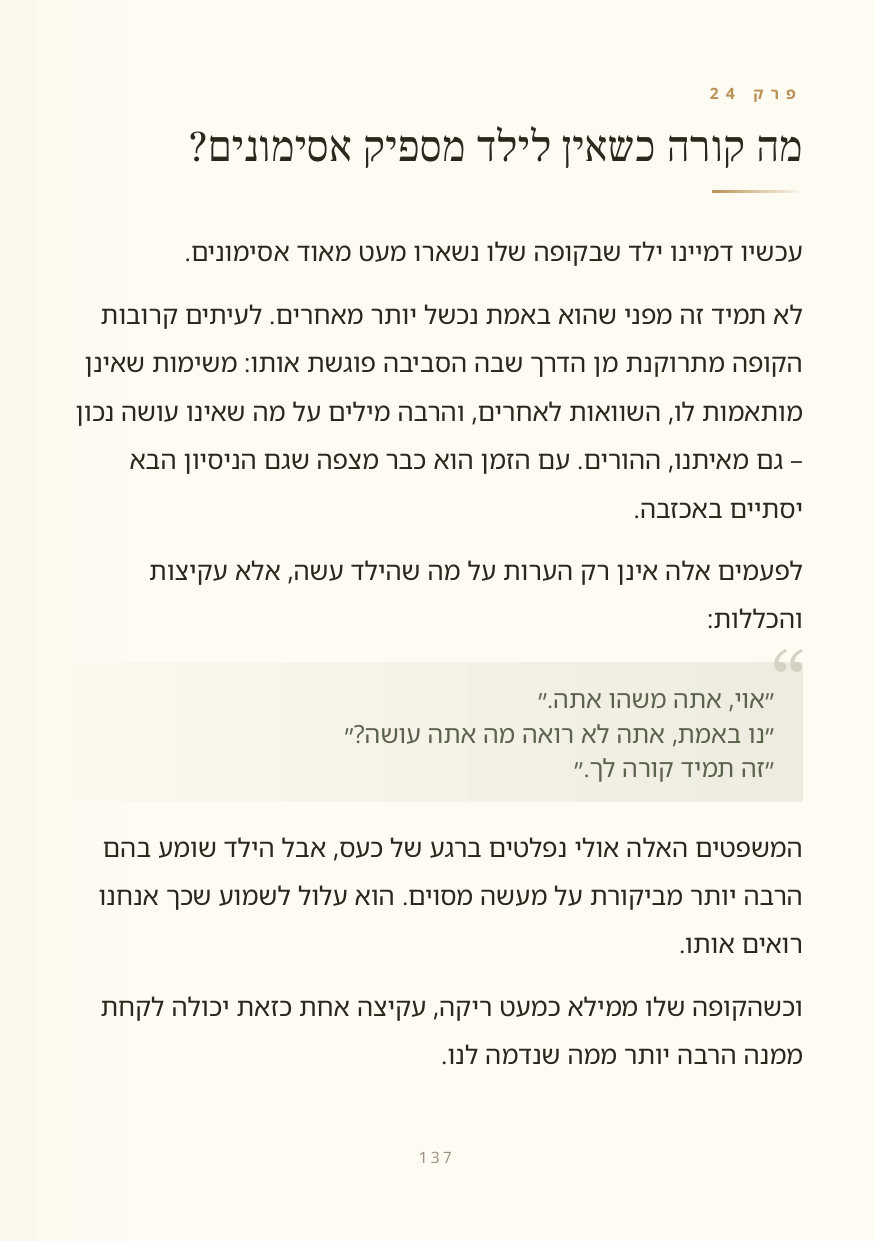 פרק 24
מה קורה כשאין לילד מספיק אסימונים?
עכשיו דמיינו ילד שבקופה שלו נשארו מעט מאוד אסימונים.
לא תמיד זה מפני שהוא באמת נכשל יותר מאחרים. לעיתים קרובות
הקופה מתרוקנת מן הדרך שבה הסביבה פוגשת אותו: משימות שאינן
מותאמות לו, השוואות לאחרים, והרבה מילים על מה שאינו עושה נכון
– גם מאיתנו, ההורים. עם הזמן הוא כבר מצפה שגם הניסיון הבא
יסתיים באכזבה.
לפעמים אלה אינן רק הערות על מה שהילד עשה, אלא עקיצות
והכללות:
“
״אוי, אתה משהו אתה.״
״נו באמת, אתה לא רואה מה אתה עושה?״
״זה תמיד קורה לך.״
המשפטים האלה אולי נפלטים ברגע של כעס, אבל הילד שומע בהם
הרבה יותר מביקורת על מעשה מסוים. הוא עלול לשמוע שכך אנחנו
רואים אותו.
וכשהקופה שלו ממילא כמעט ריקה, עקיצה אחת כזאת יכולה לקחת
ממנה הרבה יותר ממה שנדמה לנו.
137